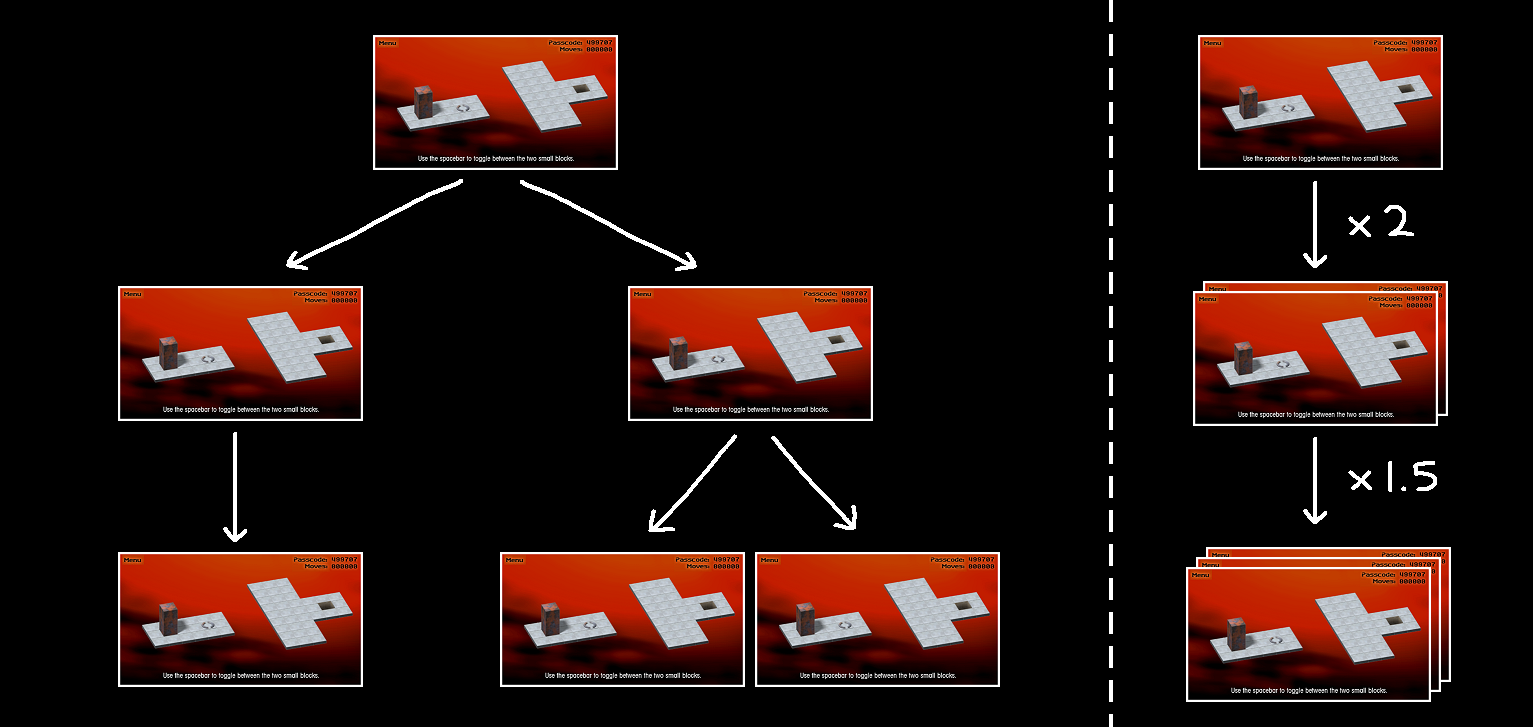 Menu
Passcode: 499707
Moves: 000000
Use the spacebar to toggle between the two small blocks.
Menu
Passcode: 499707
Moves: 000000
Use the spacebar to toggle between the two small blocks.
x 2
Menu
Passcode: 499707
Moves: 000000
Use the spacebar to toggle between the two small blocks.
Menu
Passcode: 499707
Moves: 000000
Use the spacebar to toggle between the two small blocks.
Menu
Passcode: 499707
Menu
Passcode: 499707
Moves: 000000
Use the spacebar to toggle between the two small blocks.
x 1.5
Menu
Passcode: 499707
Moves: 000000
Use the spacebar to toggle between the two small blocks.
Menu
Passcode: 499707
Moves: 000000
Use the spacebar to toggle between the two small blocks.
Menu
Passcode: 499707
Moves: 000000
Use the spacebar to toggle between the two small blocks.
Passcode: 499707
Passcode: 499707
Menu
Passcode: 499707
Moves: 000000
Use the spacebar to toggle between the two small blocks.